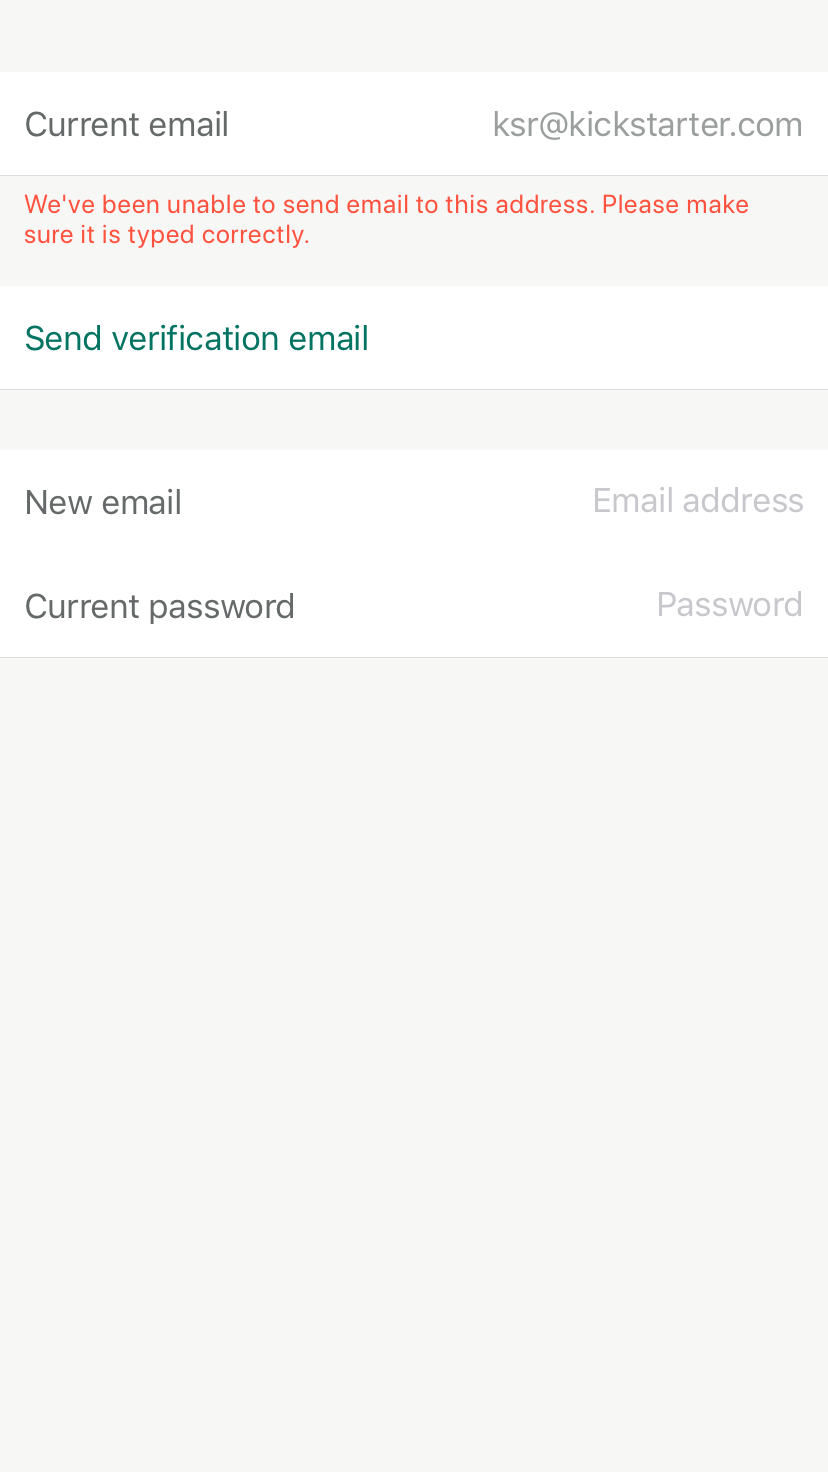 Current email ksr@kickstarter.com
We've been unable to send email to this address. Please make
sure it is typed correctly.
Send verification email
New email Email address
Current password Password